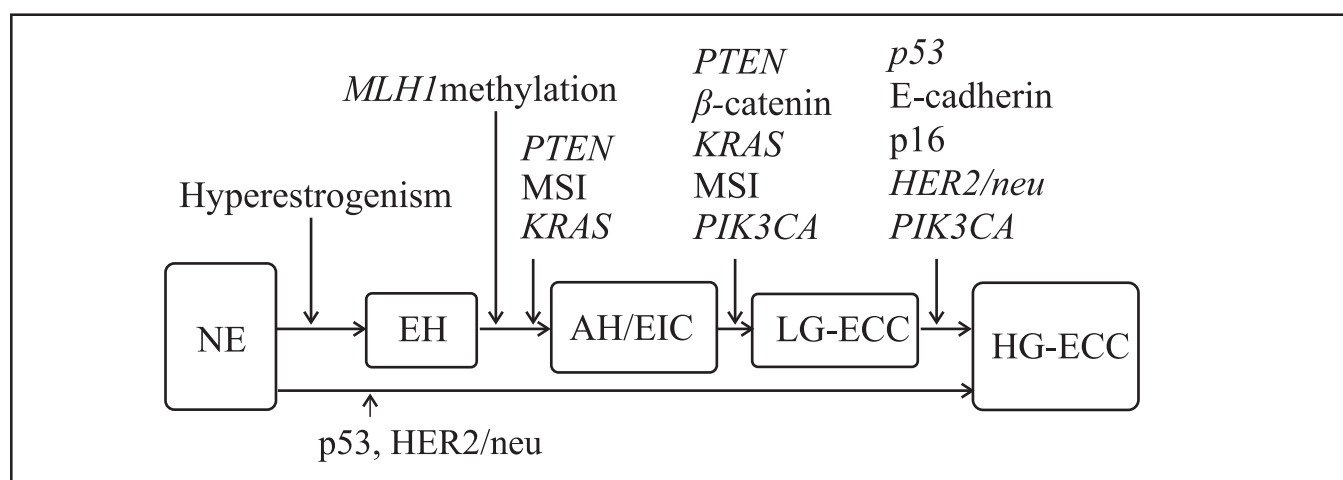 Hyperestrogenism
MLH1methylation
PTEN
MSI
KRAS
PTEN
β-catenin
KRAS
MSI
PIK3CA
p53
E-cadherin
p16
HER2/neu
PIK3CA
NE
EH
AH/EIC
LG-ECC
HG-ECC
p53, HER2/neu